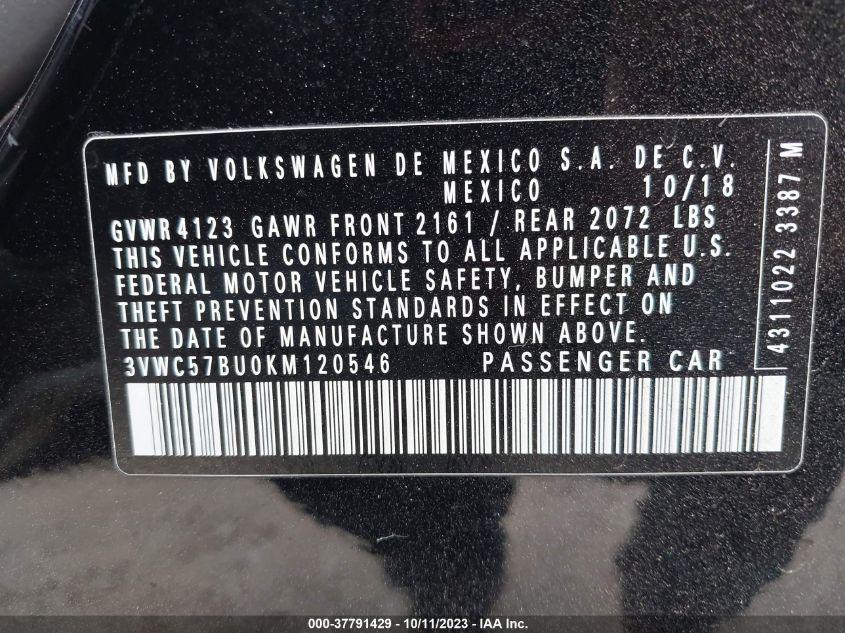 MFD BY VOLKSWAGEN DE MEXICO S.A. DE C.V.
MEXICO 10/18
GVWR 4123 GAWR FRONT 2161 / REAR 2072 LBS
THIS VEHICLE CONFORMS TO ALL APPLICABLE U.S.
FEDERAL MOTOR VEHICLE SAFETY, BUMPER AND
THEFT PREVENTION STANDARDS IN EFFECT ON
THE DATE OF MANUFACTURE SHOWN ABOVE.
3VWC57BU0KM120546 PASSENGER CAR
4311022 3387 M
000-37791429 - 10/11/2023 - IAA Inc.